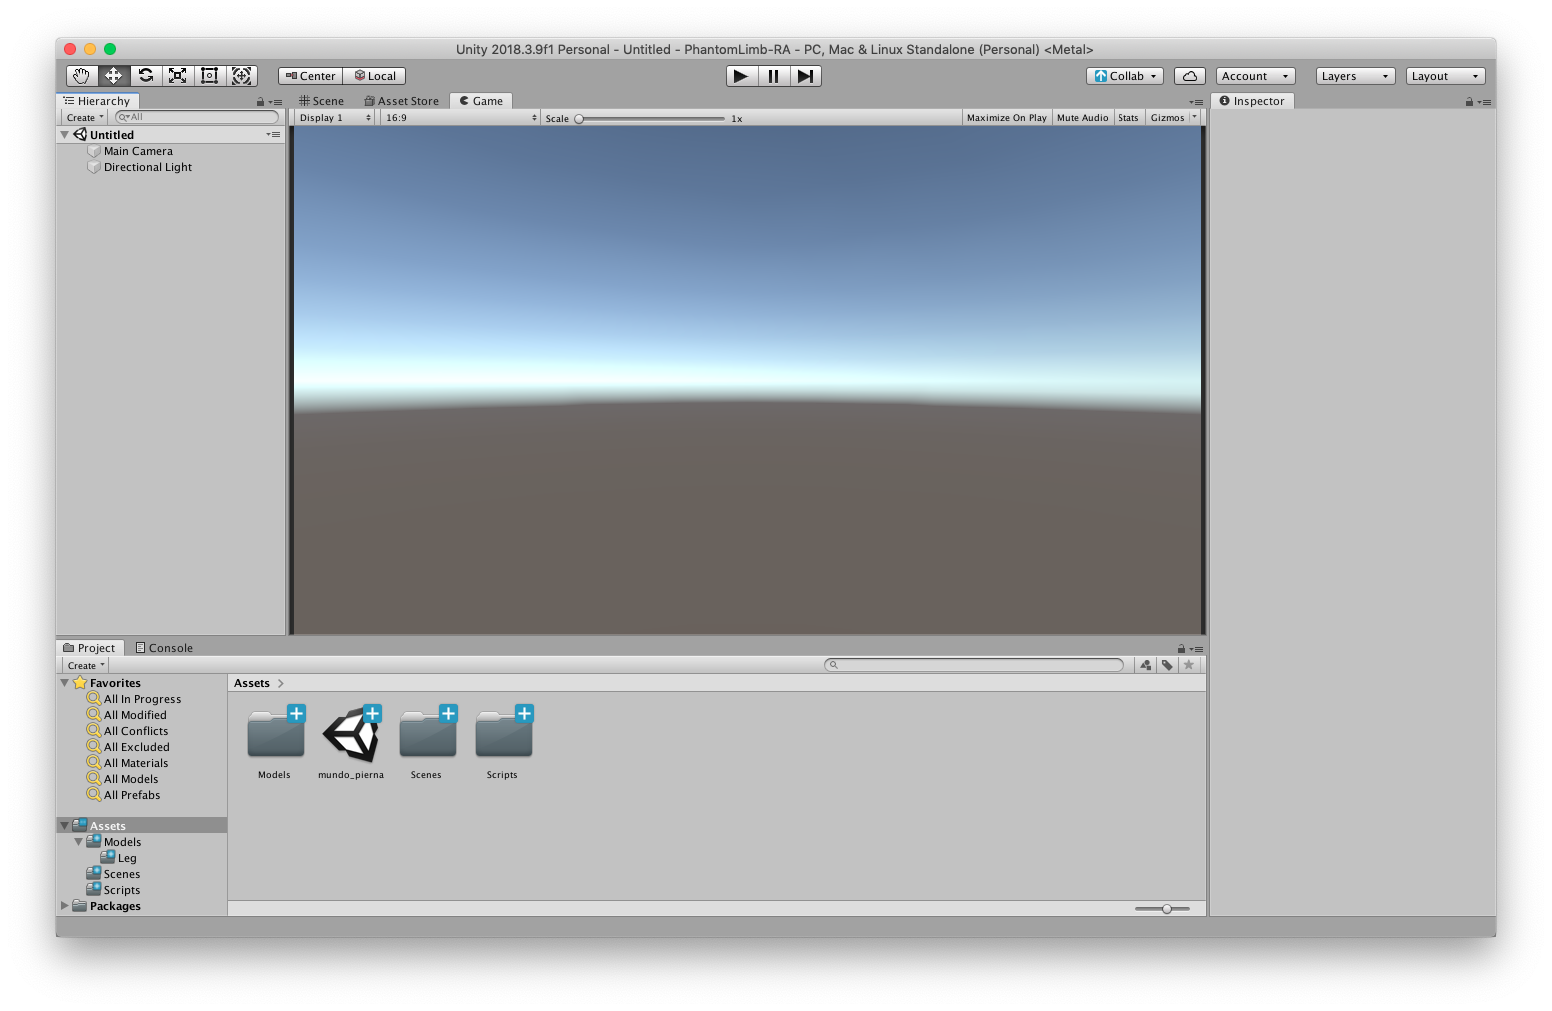 Unity 2018.3.9f1 Personal - Untitled - PhantomLimb-RA - PC, Mac & Linux Standalone (Personal) <Metal>
Center Local Collab Account Layers Layout
Hierarchy Scene Asset Store Game Inspector
Create All Display 1 16:9 Scale 1x Maximize On Play Mute Audio Stats Gizmos
Untitled
Main Camera
Directional Light
Project Console
Create
Favorites
All In Progress
All Modified
All Conflicts
All Excluded
All Materials
All Models
All Prefabs
Assets
Models
Leg
Scenes
Scripts
Packages
Assets
Models mundo_pierna Scenes Scripts